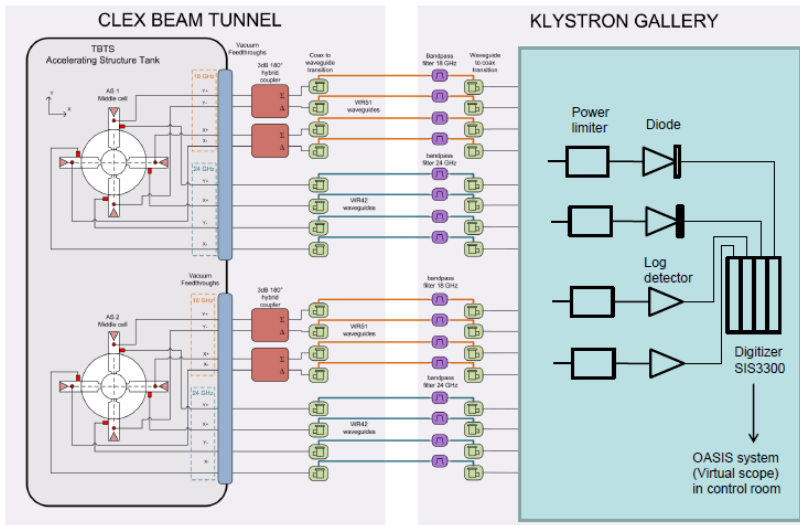 CLEX BEAM TUNNEL
KLYSTRON GALLERY
TBTS
Accelerating Structure Tank
Vacuum
Feedthroughs
3dB 180°
hybrid
coupler
Coax to
waveguide
transition
Bandpass
filter 18 GHz
Waveguide
to coax
transition
18 GHz
AS 1
Middle cell
Y
X
Y+
Y-
X+
X-
Σ
Δ
Σ
Δ
WR51
waveguides
24 GHz
Y+
X+
Y-
X-
WR42
waveguides
bandpass
filter 24 GHz
Power
limiter
Diode
Log
detector
Digitizer
SIS3300
OASIS system
(Virtual scope)
in control room
Vacuum
Feedthroughs
3dB 180°
hybrid
coupler
bandpass
filter 18 GHz
18 GHz
AS 2
Middle cell
Y+
Y-
X+
X-
Σ
Δ
Σ
Δ
WR51
waveguides
24 GHz
Y+
X+
Y-
X-
WR42
waveguides
bandpass
filter 24 GHz